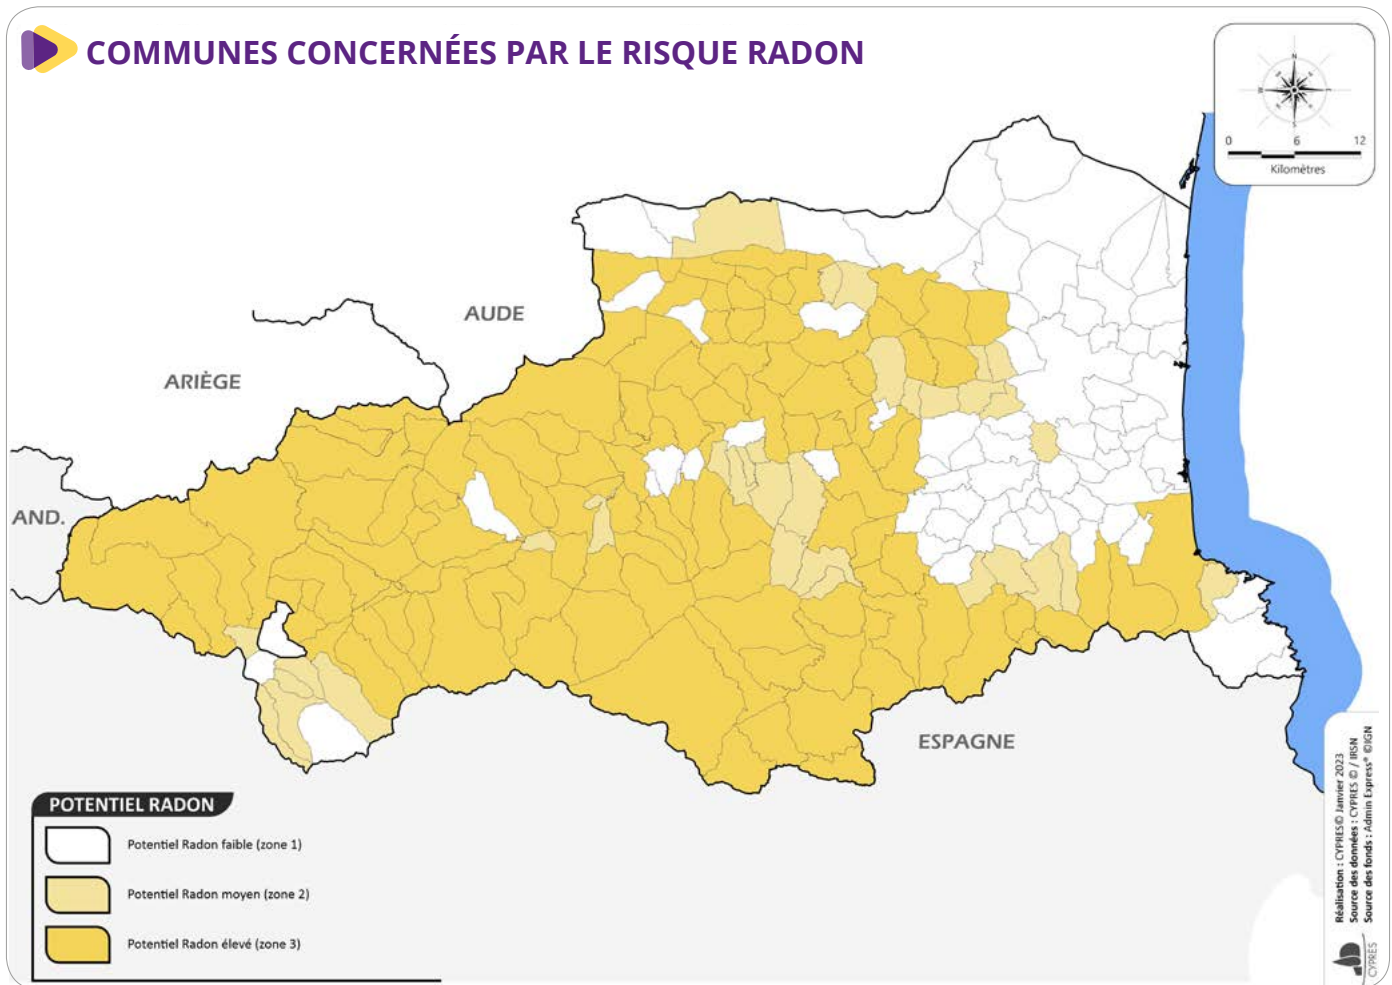 COMMUNES CONCERNÉES PAR LE RISQUE RADON
N
S
0 6 12
Kilomètres
AUDE
ARIÈGE
AND.
ESPAGNE
POTENTIEL RADON
Potentiel Radon faible (zone 1)
Potentiel Radon moyen (zone 2)
Potentiel Radon élevé (zone 3)
Réalisation : CYPRES© Janvier 2023
Source des données : CYPRES © / IRSN
Source des fonds : Admin Express® ©IGN
CYPRES